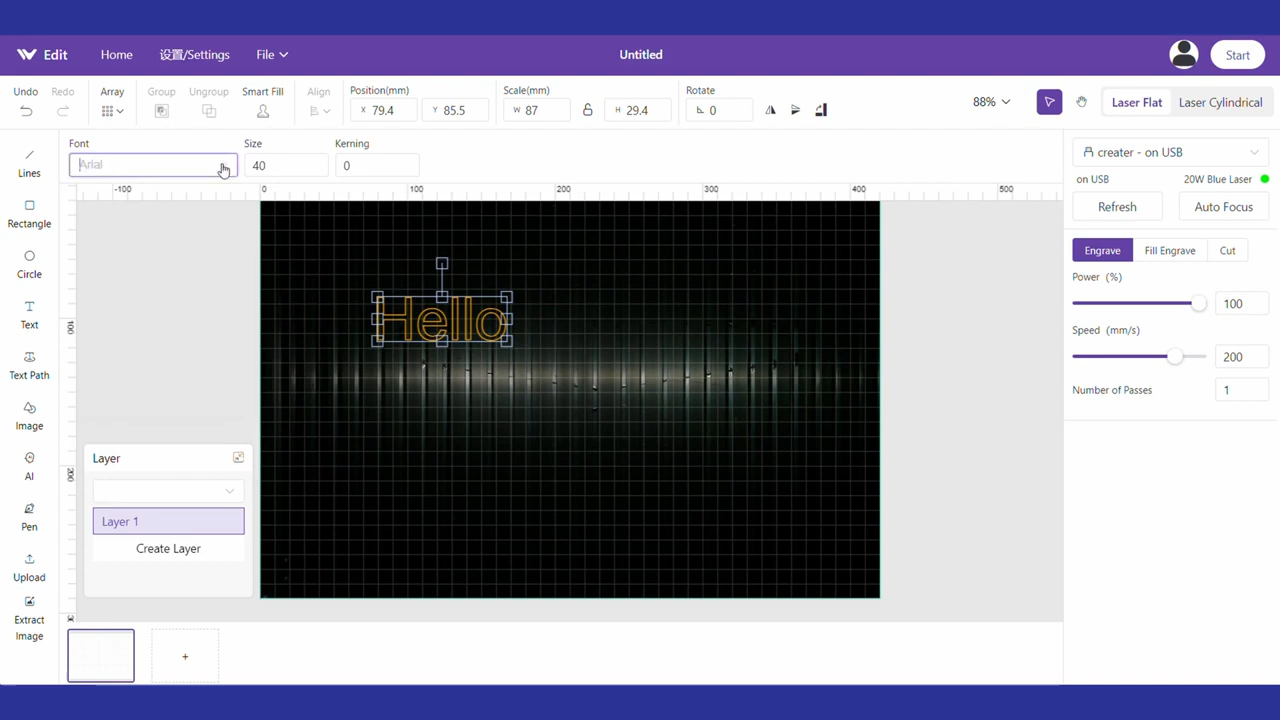 Edit Home 设置/Settings File Untitled Start
Undo Redo Array Group Ungroup Smart Fill Align Position(mm) Scale(mm) Rotate
X 79.4 Y 85.5 W 87 H 29.4 0 88% Laser Flat Laser Cylindrical
Font Size Kerning
Arial 40 0
-100 0 100 200 300 400 500
100
200
Lines
Rectangle
Circle
Text
Text Path
Image
AI
Pen
Upload
Extract
Image
Hello
Layer
Layer 1
Create Layer
+
creater - on USB
on USB 20W Blue Laser
Refresh Auto Focus
Engrave Fill Engrave Cut
Power (%)
100
Speed (mm/s)
200
Number of Passes 1